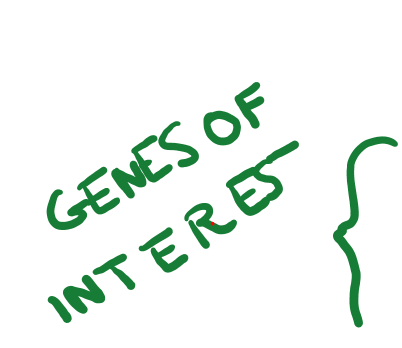 GENES OF
INTEREST